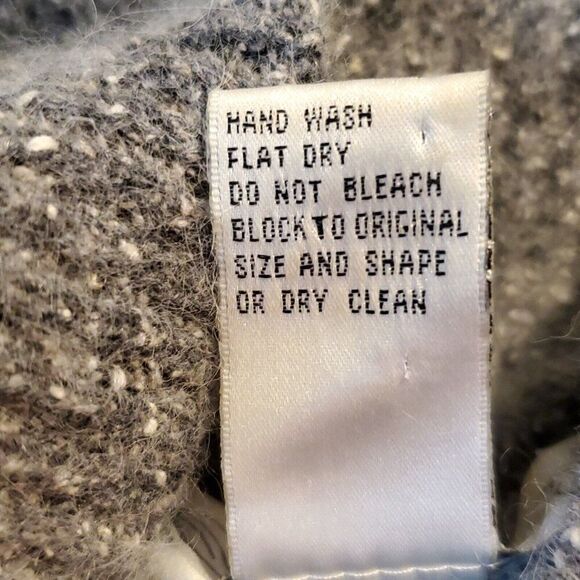 HAND WASH
FLAT DRY
DO NOT BLEACH
BLOCK TO ORIGINAL
SIZE AND SHAPE
OR DRY CLEAN